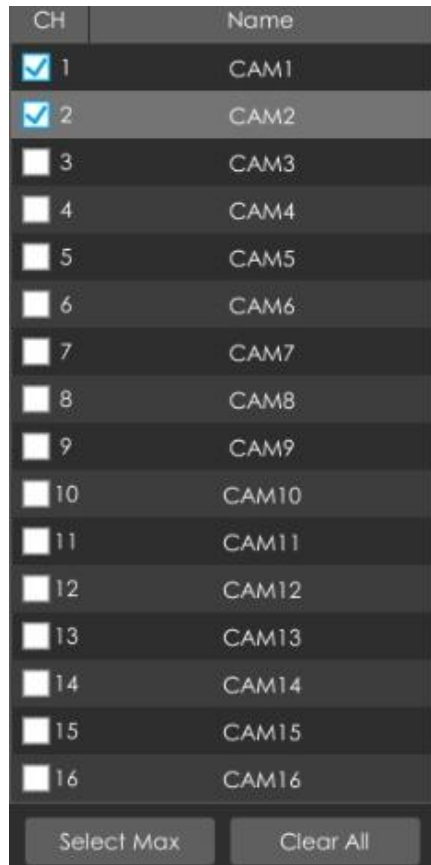 CH Name
1 CAM1
2 CAM2
3 CAM3
4 CAM4
5 CAM5
6 CAM6
7 CAM7
8 CAM8
9 CAM9
10 CAM10
11 CAM11
12 CAM12
13 CAM13
14 CAM14
15 CAM15
16 CAM16
Select Max Clear All